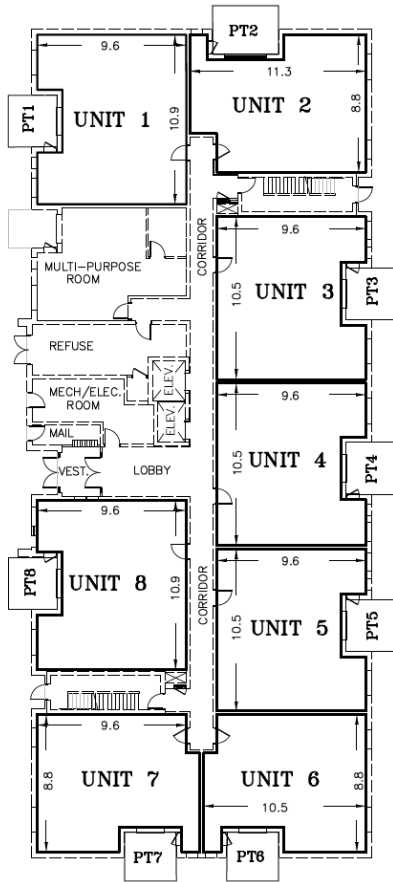 PT2
9.6
11.3
PT1
UNIT 1
10.9
UNIT 2
8.8
CORRIDOR
MULTI-PURPOSE
ROOM
9.6
10.5
UNIT 3
PT3
REFUSE
ELEV.
MECH/ELEC.
ROOM
ELEV.
MAIL
9.6
10.5
UNIT 4
PT4
VEST.
LOBBY
9.6
PT8
UNIT 8
10.9
CORRIDOR
9.6
10.5
UNIT 5
PT5
9.6
8.8
UNIT 7
UNIT 6
8.8
10.5
PT7
PT6